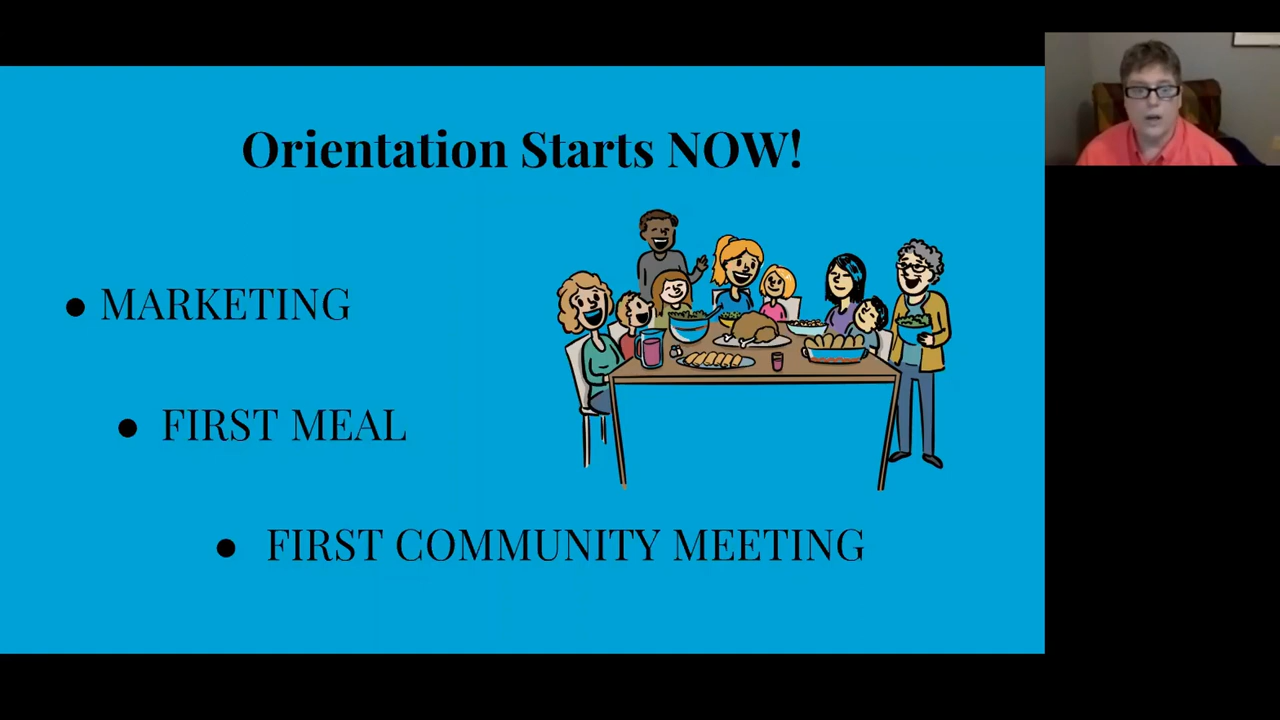 Orientation Starts NOW!
● MARKETING
● FIRST MEAL
● FIRST COMMUNITY MEETING